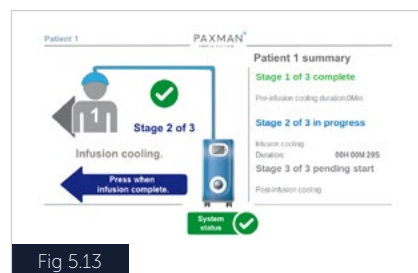 Patient 1
PAXMAN
Patient 1 summary
Stage 1 of 3 complete
Pre-infusion cooling duration:0Min
Stage 2 of 3
Stage 2 of 3 in progress
1
Infusion cooling.
Infusion cooling
Duration: 00H 00M 29S
Stage 3 of 3 pending start
Post-infusion cooling
Press when
infusion complete.
System
status
Fig 5.13